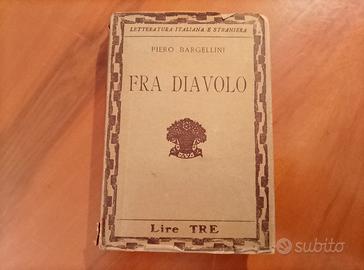 LETTERATURA ITALIANA E STRANIERA
PIERO BARGELLINI
FRA DIAVOLO
Lire TRE
subito